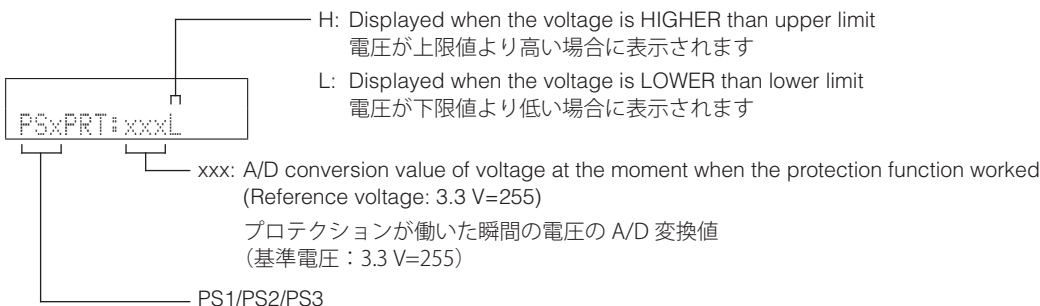 H: Displayed when the voltage is HIGHER than upper limit
電圧が上限値より高い場合に表示されます
L: Displayed when the voltage is LOWER than lower limit
電圧が下限値より低い場合に表示されます
PSxPRT:xxxL
xxx: A/D conversion value of voltage at the moment when the protection function worked
(Reference voltage: 3.3 V=255)
プロテクションが働いた瞬間の電圧の A/D 変換値
（基準電圧：3.3 V=255）
PS1/PS2/PS3